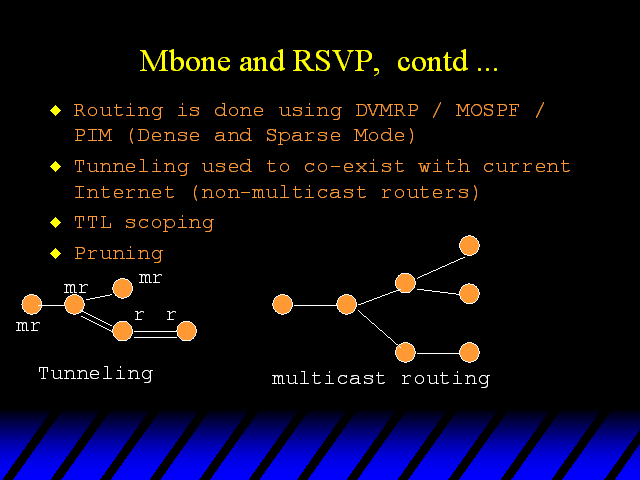 Mbone and RSVP, contd ...
Routing is done using DVMRP / MOSPF /
PIM (Dense and Sparse Mode)
Tunneling used to co-exist with current
Internet (non-multicast routers)
TTL scoping
Pruning
mr
mr
mr
r r
Tunneling
multicast routing